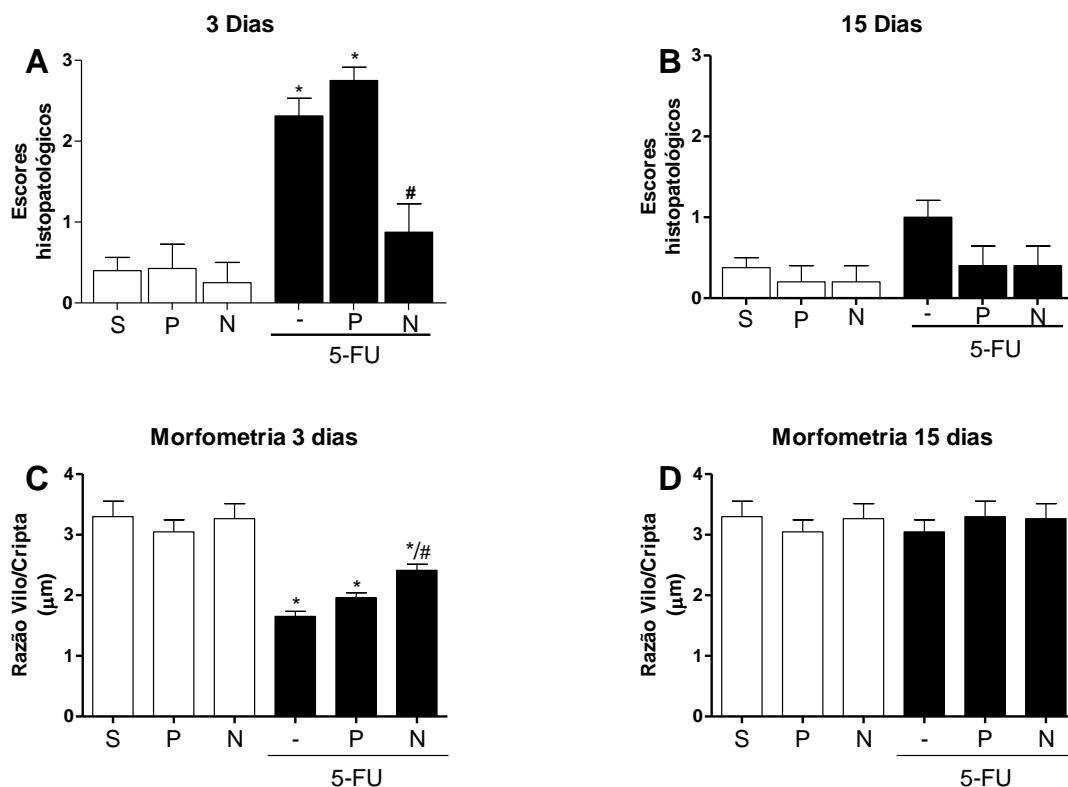 3 Dias
A
Escores
histopatológicos
3
2
1
0
* * #
S P N - P N
5-FU
15 Dias
B
Escores
histopatológicos
3
2
1
0
S P N - P N
5-FU
Morfometria 3 dias
C
Razão Vilo/Cripta
(µm)
4
3
2
1
0
* * */#
S P N - P N
5-FU
Morfometria 15 dias
D
Razão Vilo/Cripta
(µm)
4
3
2
1
0
S P N - P N
5-FU